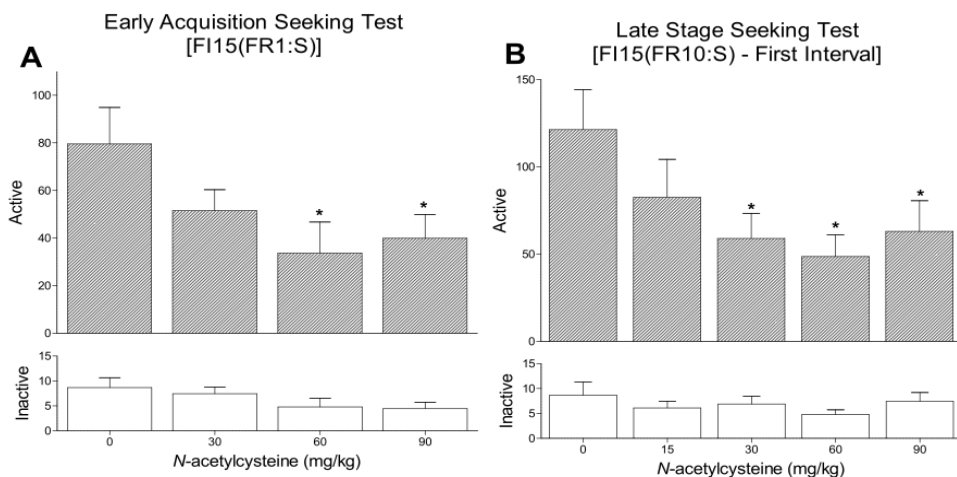 Early Acquisition Seeking Test
[FI15(FR1:S)]
A
100
80
60
40
20
0
Active
*
*
15
10
5
0
Inactive
0
30
60
90
N-acetylcysteine (mg/kg)
Late Stage Seeking Test
[FI15(FR10:S) - First Interval]
B
150
100
50
0
Active
*
*
*
15
10
5
0
Inactive
0
15
30
60
90
N-acetylcysteine (mg/kg)